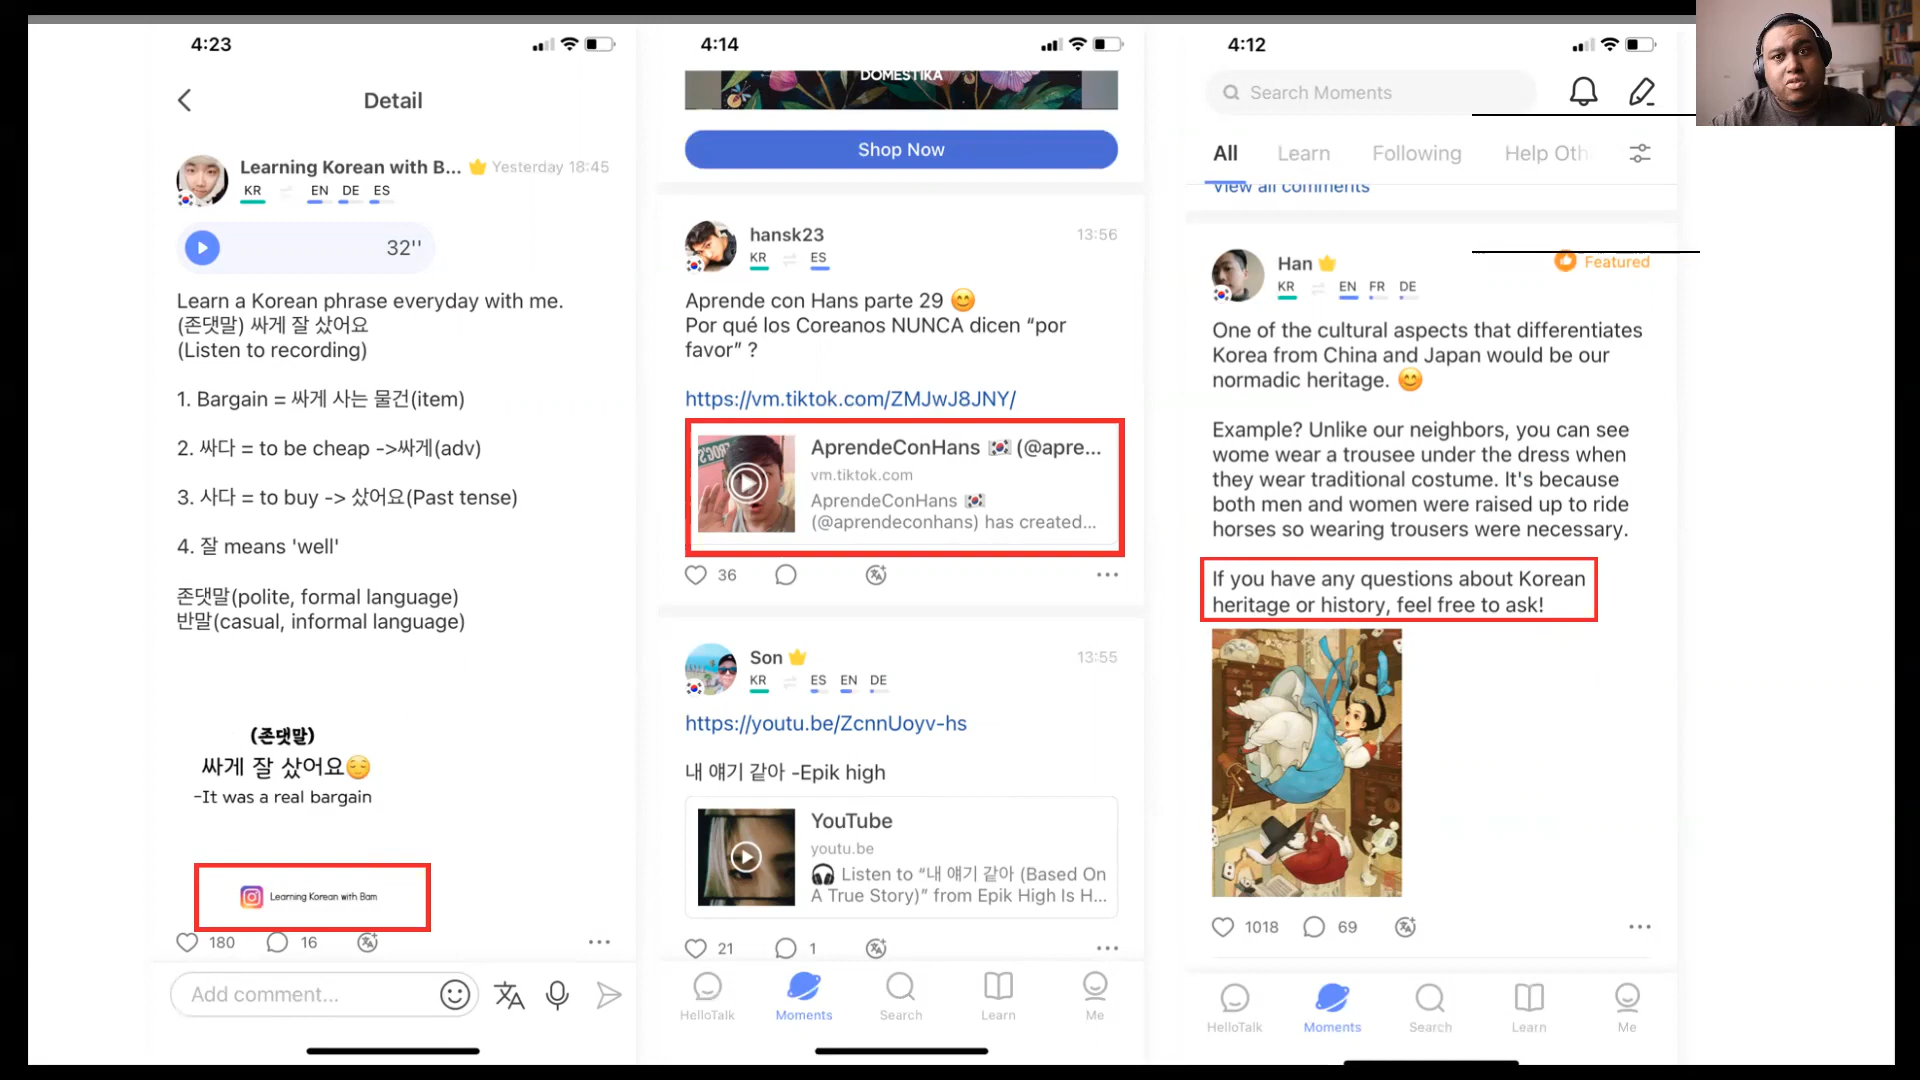 4:23
Detail
Learning Korean with B...
Yesterday 18:45
KR EN DE ES
32''
Learn a Korean phrase everyday with me.
(존댓말) 싸게 잘 샀어요
(Listen to recording)
1. Bargain = 싸게 사는 물건(item)
2. 싸다 = to be cheap ->싸게(adv)
3. 사다 = to buy -> 샀어요(Past tense)
4. 잘 means 'well'
존댓말(polite, formal language)
반말(casual, informal language)
(존댓말)
싸게 잘 샀어요😌
-It was a real bargain
Learning Korean with Bam
180 16
Add comment...
4:14
DOMESTIKA
Shop Now
hansk23
13:56
KR ES
Aprende con Hans parte 29 😊
Por qué los Coreanos NUNCA dicen “por
favor” ?
https://vm.tiktok.com/ZMJwJ8JNY/
AprendeConHans 🇰🇷 (@apre...
vm.tiktok.com
AprendeConHans 🇰🇷
(@aprendeconhans) has created...
36
Son
13:55
KR ES EN DE
https://youtu.be/ZcnnUoyv-hs
내 얘기 같아 -Epik high
YouTube
youtu.be
🎧 Listen to “내 얘기 같아 (Based On
A True Story)” from Epik High Is H...
21 1
HelloTalk Moments Search Learn Me
4:12
Search Moments
All Learn Following Help Oth
View all comments
Han
Featured
KR EN FR DE
One of the cultural aspects that differentiates
Korea from China and Japan would be our
normadic heritage. 😊
Example? Unlike our neighbors, you can see
wome wear a trousee under the dress when
they wear traditional costume. It's because
both men and women were raised up to ride
horses so wearing trousers were necessary.
If you have any questions about Korean
heritage or history, feel free to ask!
1018 69
HelloTalk Moments Search Learn Me